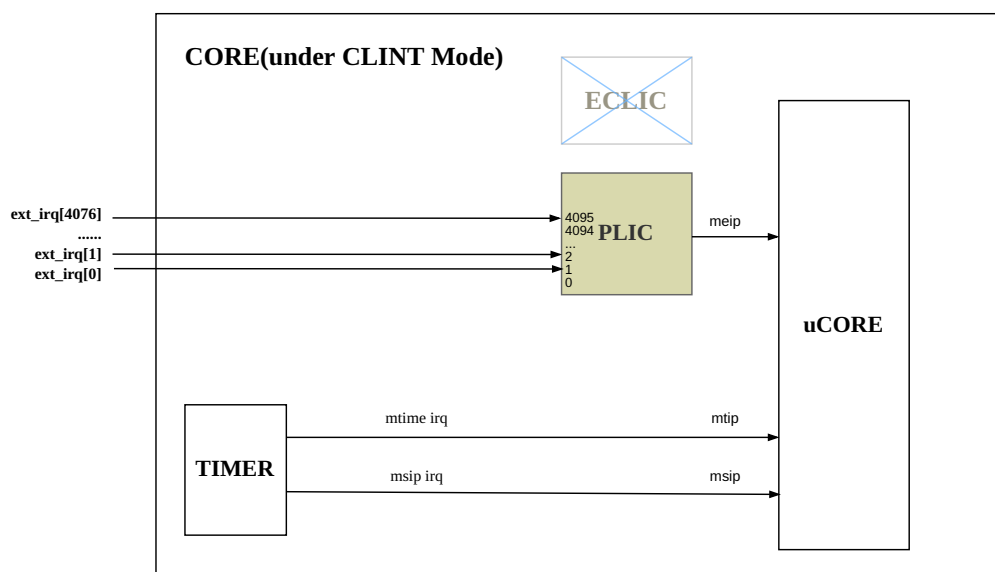 CORE(under CLINT Mode)
ECLIC
ext_irq[4076]
......
ext_irq[1]
ext_irq[0]
4095
4094
...
2
1
0
PLIC
meip
uCORE
TIMER
mtime irq
mtip
msip irq
msip